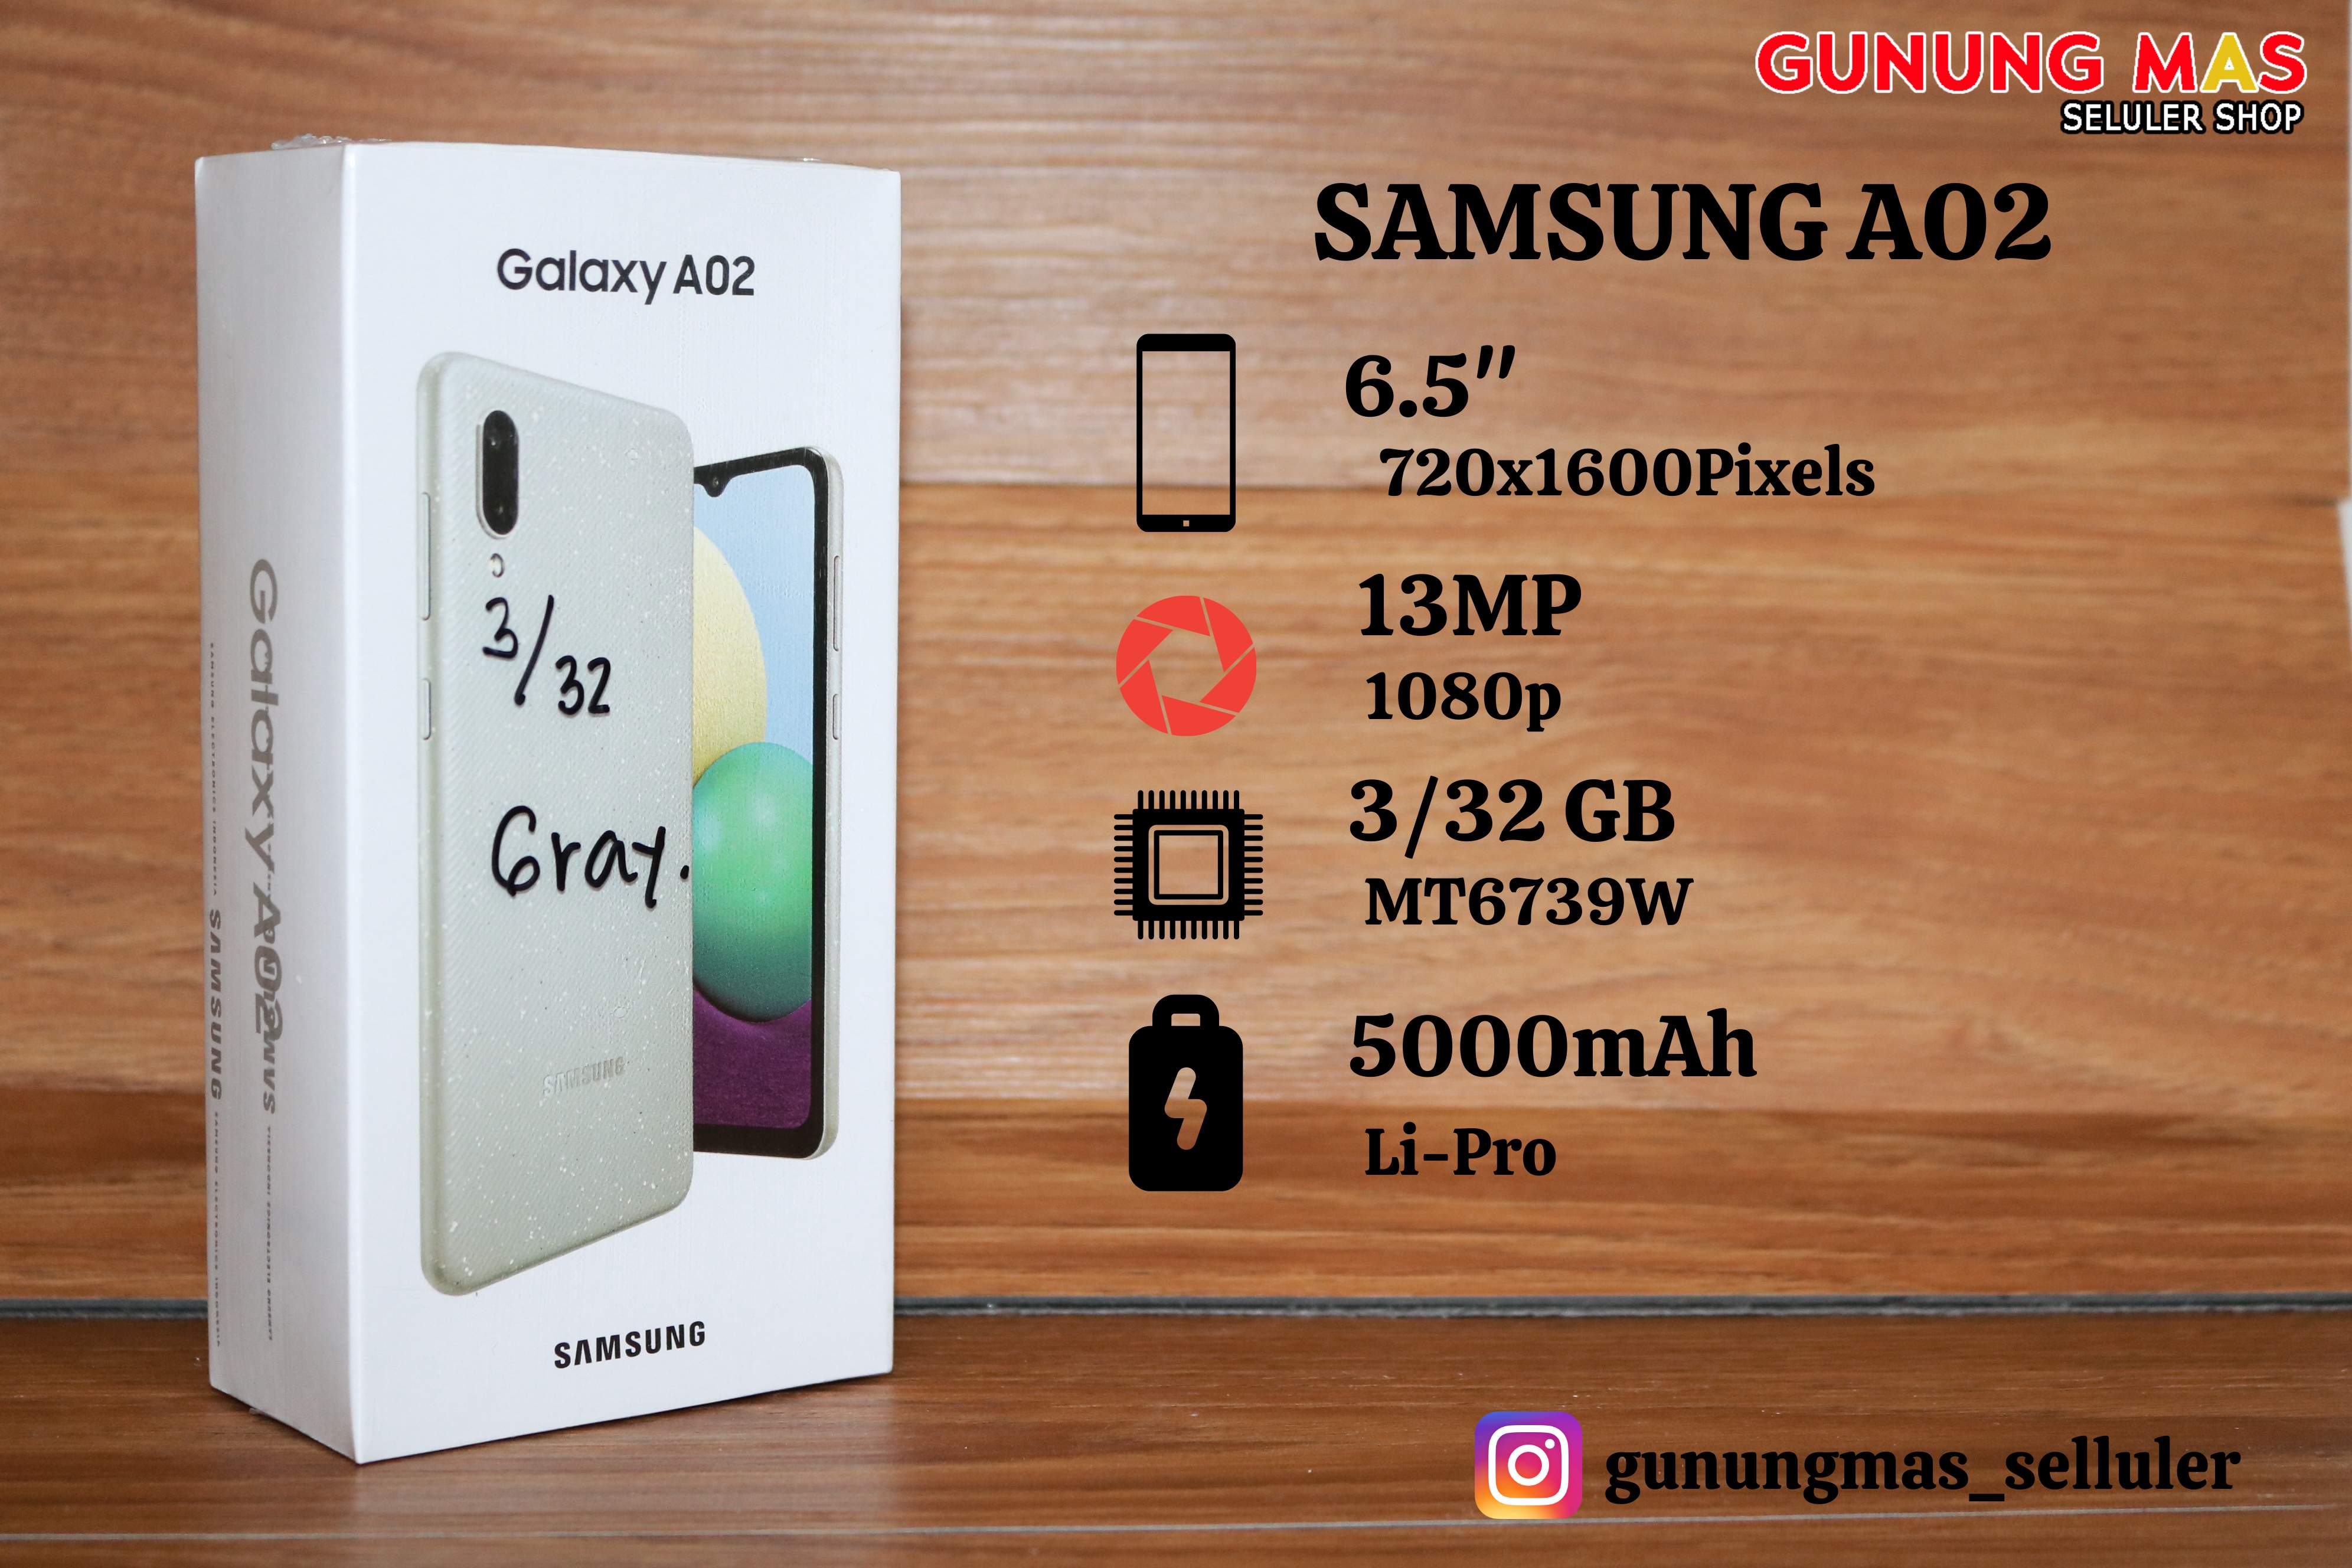 GUNUNG MAS
SELULER SHOP
SAMSUNG A02
6.5"
720x1600Pixels
13MP
1080p
3/32 GB
MT6739W
5000mAh
Li-Pro
gunungmas_selluler
Galaxy A02
3/32
Gray.
SAMSUNG
SAMSUNG
Galaxy A02
SAMSUNG